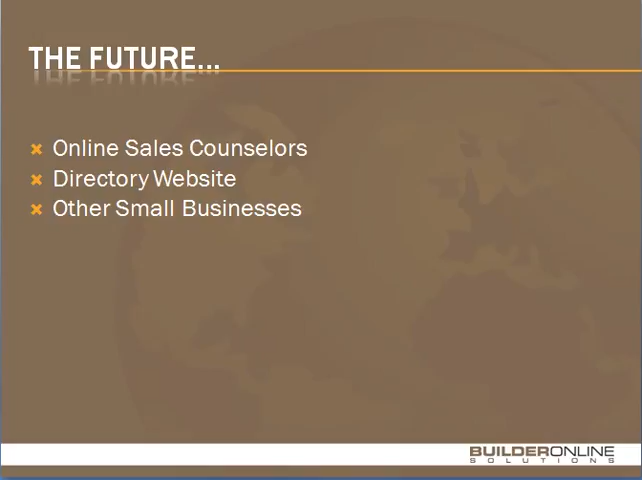 THE FUTURE...
Online Sales Counselors
Directory Website
Other Small Businesses
BUILDERONLINE
SOLUTIONS